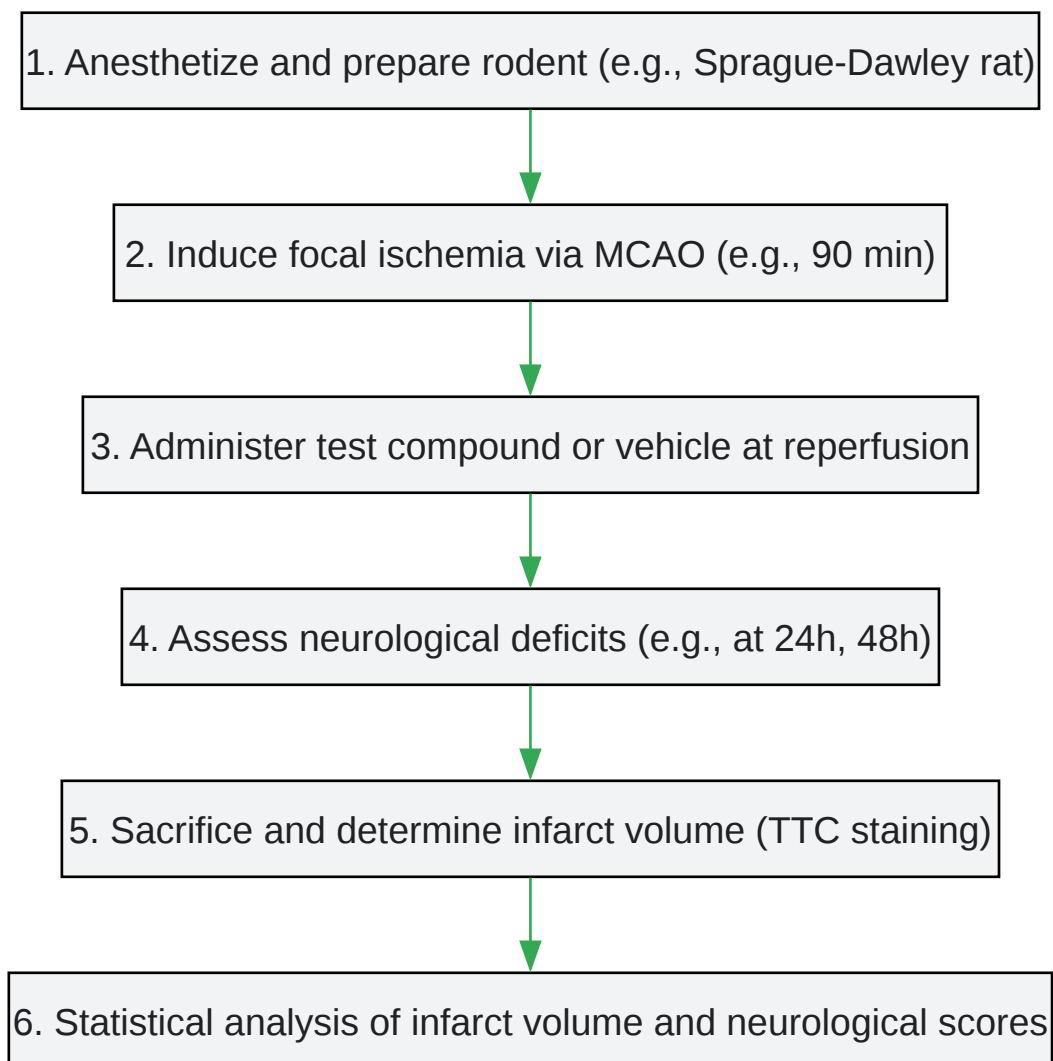 1. Anesthetize and prepare rodent (e.g., Sprague-Dawley rat)
2. Induce focal ischemia via MCAO (e.g., 90 min)
3. Administer test compound or vehicle at reperfusion
4. Assess neurological deficits (e.g., at 24h, 48h)
5. Sacrifice and determine infarct volume (TTC staining)
6. Statistical analysis of infarct volume and neurological scores